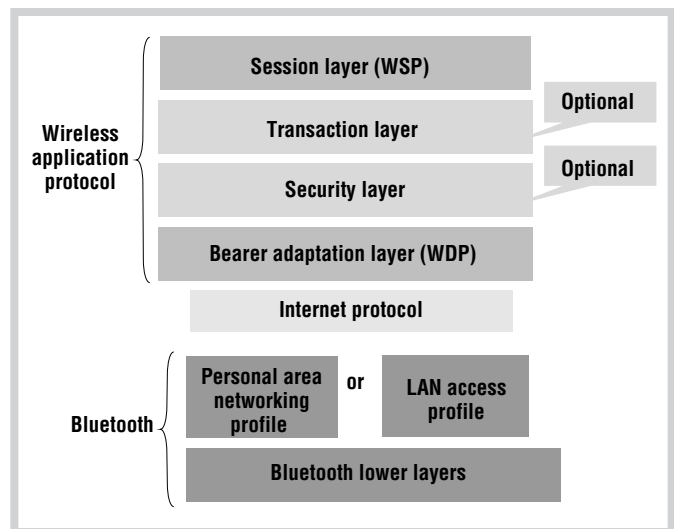 Session layer (WSP)
Optional
Transaction layer
Wireless
application
protocol
Optional
Security layer
Bearer adaptation layer (WDP)
Internet protocol
Personal area
networking
profile
or
LAN access
profile
Bluetooth
Bluetooth lower layers